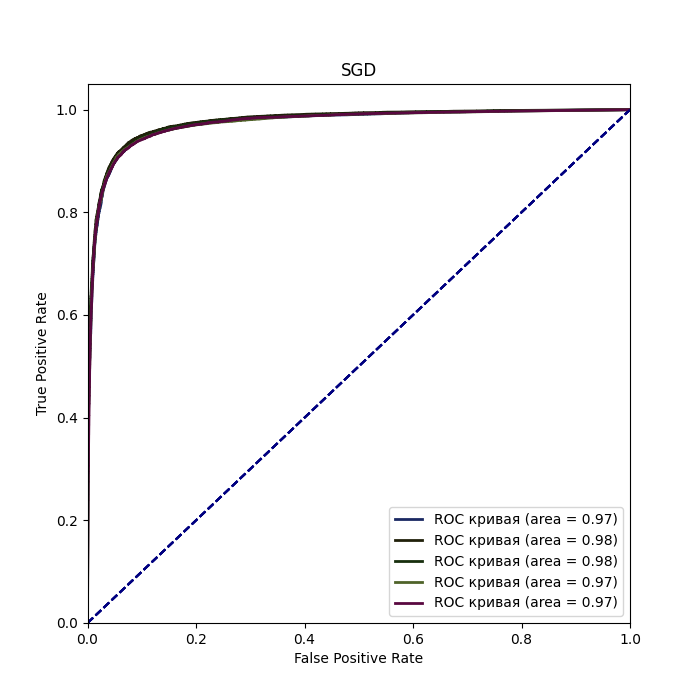 SGD
True Positive Rate
1.0
0.8
0.6
0.4
0.2
0.0
ROC кривая (area = 0.97)
ROC кривая (area = 0.98)
ROC кривая (area = 0.98)
ROC кривая (area = 0.97)
ROC кривая (area = 0.97)
0.0 0.2 0.4 0.6 0.8 1.0
False Positive Rate